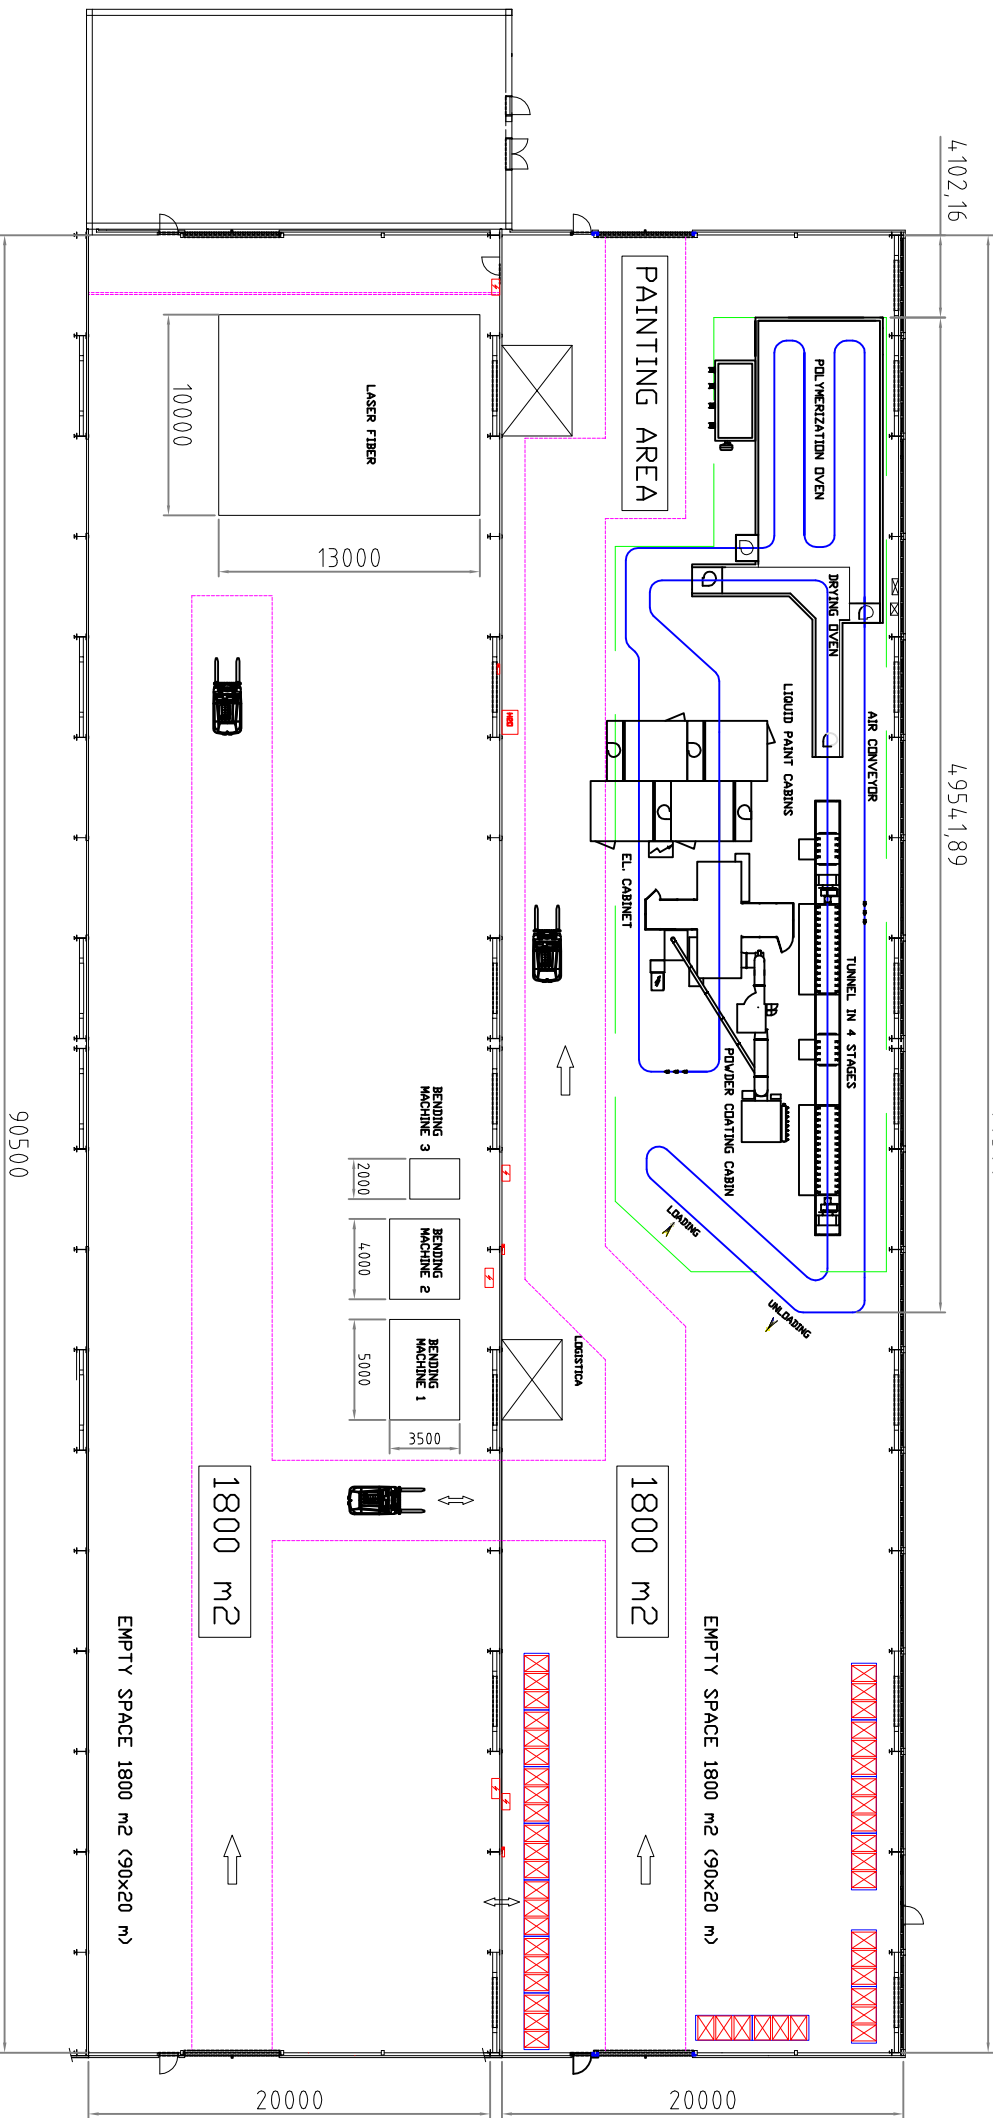 4102,16
49541,89
90500
PAINTING AREA
POLYMERIZATION OVEN
DRYING OVEN
LIQUID PAINT CABINS
AIR CONVEYOR
EL. CABINET
TUNNEL IN 4 STAGES
POWDER COATING CABIN
LOADING
UNLOADING
LASER FIBER
10000
13000
BENDING
MACHINE 3
2000
BENDING
MACHINE 2
4000
BENDING
MACHINE 1
5000
3500
LOGISTICA
1800 m2
1800 m2
EMPTY SPACE 1800 m2 (90x20 m)
EMPTY SPACE 1800 m2 (90x20 m)
20000
20000